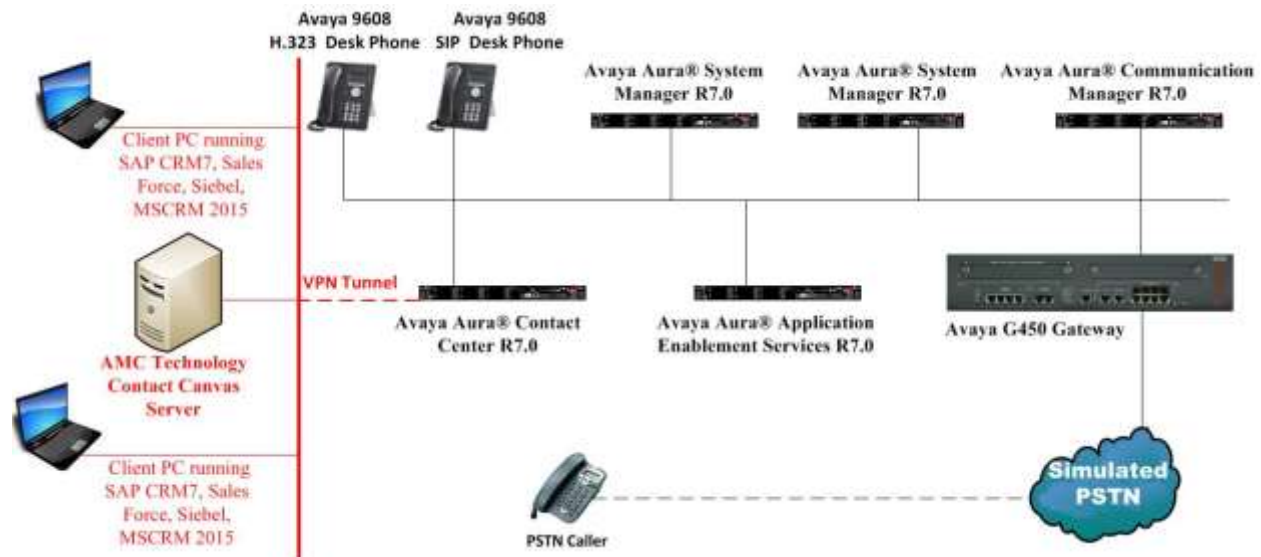 Avaya 9608
H.323 Desk Phone
Avaya 9608
SIP Desk Phone
Avaya Aura® System
Manager R7.0
Avaya Aura® System
Manager R7.0
Avaya Aura® Communication
Manager R7.0
Client PC running
SAP CRM7, Sales
Force, Siebel,
MSCRM 2015
VPN Tunnel
AMC Technology
Contact Canvas
Server
Avaya Aura® Contact
Center R7.0
Avaya Aura® Application
Enablement Services R7.0
Avaya G450 Gateway
Client PC running
SAP CRM7, Sales
Force, Siebel,
MSCRM 2015
PSTN Caller
Simulated
PSTN